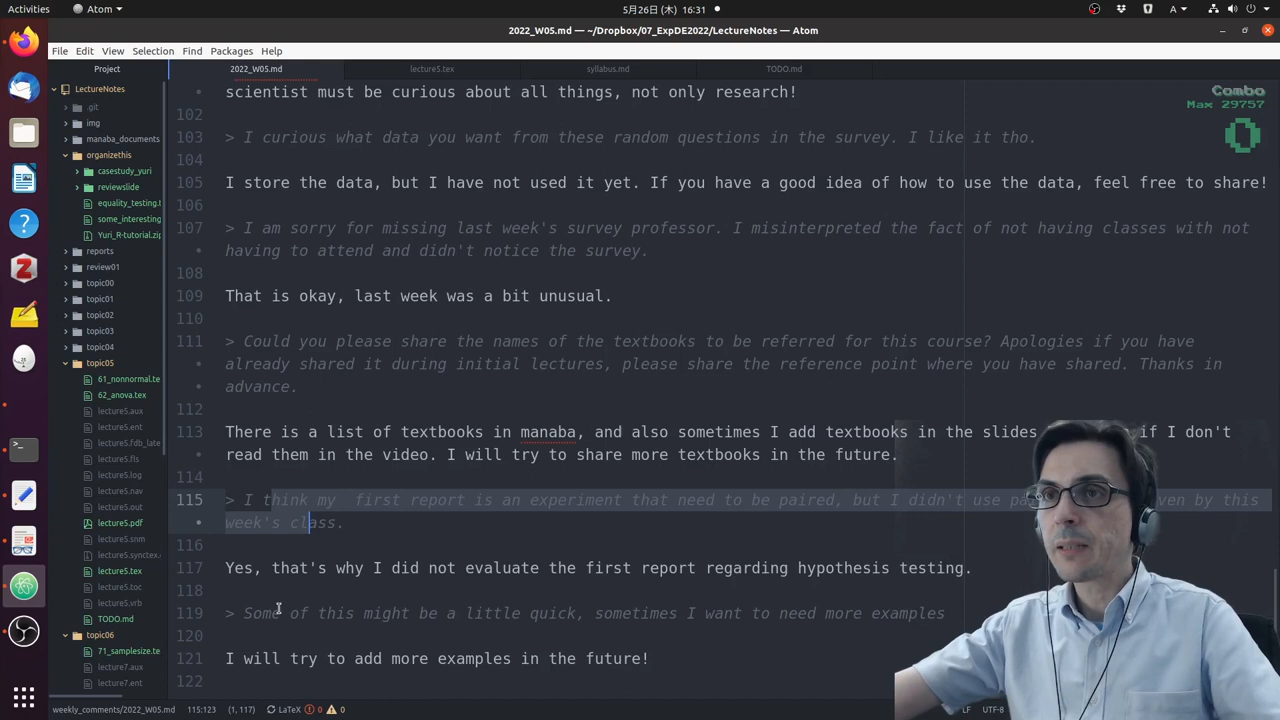 Activities
Atom
5月26日 (木) 16:31
A
2022_W05.md — ~/Dropbox/07_ExpDE2022/LectureNotes — Atom
File Edit View Selection Find Packages Help
Project
2022_W05.md
lecture5.tex
syllabus.md
TODO.md
LectureNotes
.git
img
manaba_documents
organizethis
casestudy_yuri
reviewslide
equality_testing.t
some_interesting
Yuri_R-tutorial.zip
reports
review01
topic00
topic01
topic02
topic03
topic04
topic05
61_nonnormal.te
62_anova.tex
lecture5.aux
lecture5.ent
lecture5.fdb_late
lecture5.fls
lecture5.log
lecture5.nav
lecture5.out
lecture5.pdf
lecture5.snm
lecture5.synctex.
lecture5.tex
lecture5.toc
lecture5.vrb
TODO.md
topic06
71_samplesize.te
lecture7.aux
lecture7.ent
Combo
Max 29757
0
scientist must be curious about all things, not only research!
102
103 > I curious what data you want from these random questions in the survey. I like it tho.
104
105 I store the data, but I have not used it yet. If you have a good idea of how to use the data, feel free to share!
106
107 > I am sorry for missing last week's survey professor. I misinterpreted the fact of not having classes with not
having to attend and didn't notice the survey.
108
109 That is okay, last week was a bit unusual.
110
111 > Could you please share the names of the textbooks to be referred for this course? Apologies if you have
already shared it during initial lectures, please share the reference point where you have shared. Thanks in
advance.
112
113 There is a list of textbooks in manaba, and also sometimes I add textbooks in the slides if I don't
read them in the video. I will try to share more textbooks in the future.
114
115 > I think my first report is an experiment that need to be paired, but I didn't use this
week's class.
116
117 Yes, that's why I did not evaluate the first report regarding hypothesis testing.
118
119 > Some of this might be a little quick, sometimes I want to need more examples
120
121 I will try to add more examples in the future!
122
weekly_comments/2022_W05.md 115:123 (1, 117) LaTeX 0 0
LF UTF-8